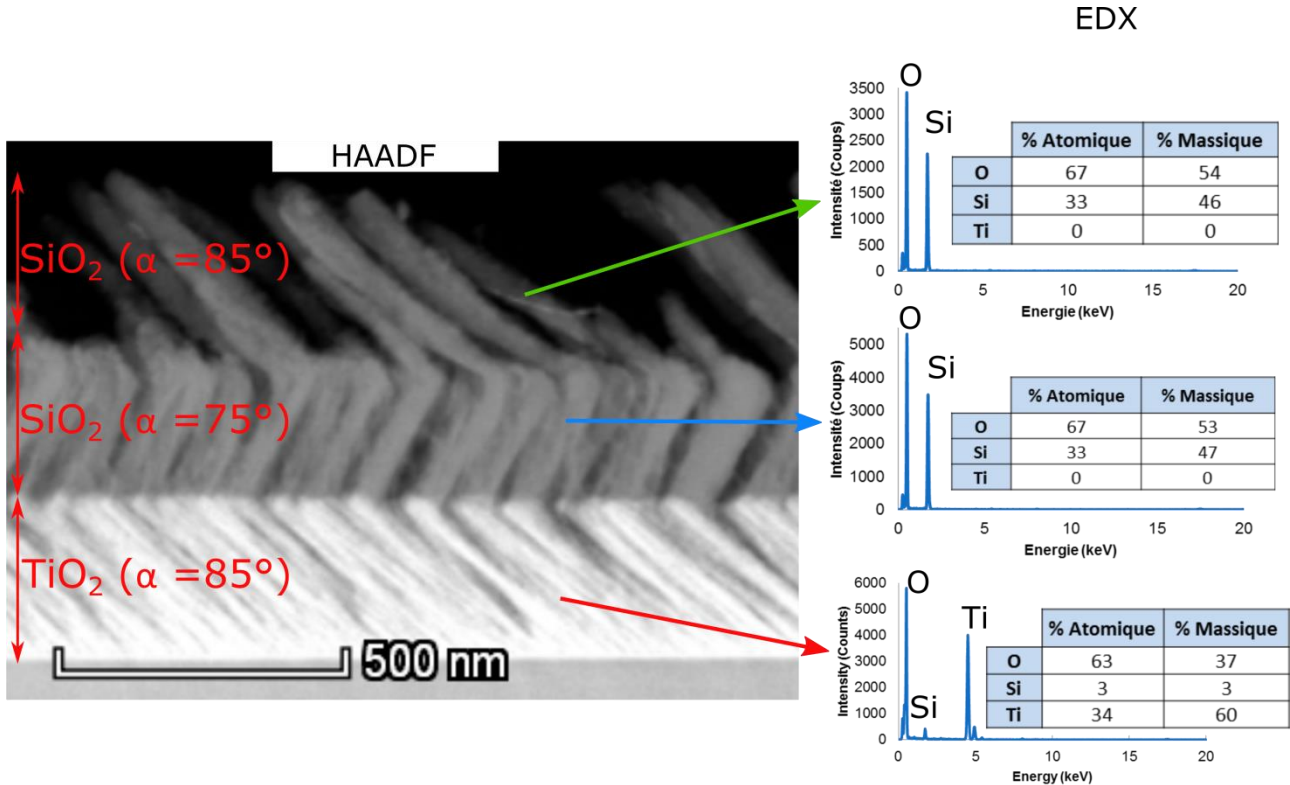 EDX
HAADF
SiO₂ (α =85°)
SiO₂ (α =75°)
TiO₂ (α =85°)
500 nm
O
Si
Intensité (Coups)
3500
3000
2500
2000
1500
1000
500
0
0 5 10 15 20
Energie (keV)
% Atomique % Massique
O 67 54
Si 33 46
Ti 0 0
O
Si
Intensité (Coups)
5000
4000
3000
2000
1000
0
0 5 10 15 20
Energie (keV)
% Atomique % Massique
O 67 53
Si 33 47
Ti 0 0
O
Ti
Si
Intensity (Counts)
6000
5000
4000
3000
2000
1000
0
0 5 10 15 20
Energy (keV)
% Atomique % Massique
O 63 37
Si 3 3
Ti 34 60